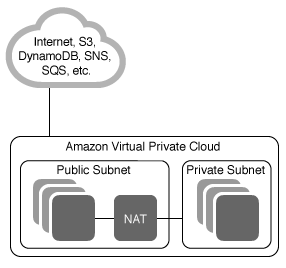 Internet, S3,
DynamoDB, SNS,
SQS, etc.
Amazon Virtual Private Cloud
Public Subnet
Private Subnet
NAT